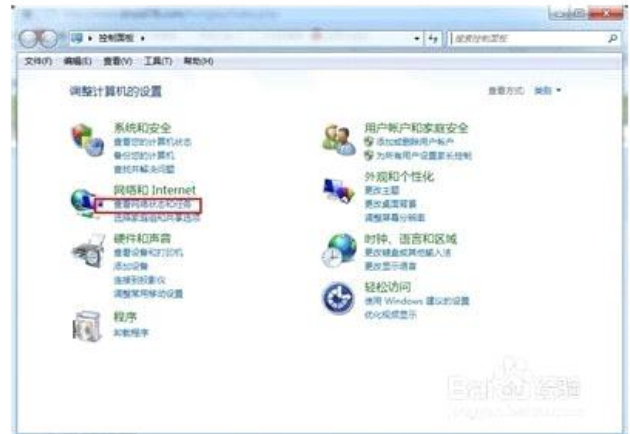 控制面板
搜索控制面板
文件(F) 编辑(E) 查看(V) 工具(T) 帮助(H)
调整计算机的设置
查看方式: 类别
系统和安全
查看您的计算机状态
备份您的计算机
查找并解决问题
网络和 Internet
查看网络状态和任务
选择家庭组和共享选项
硬件和声音
查看设备和打印机
添加设备
连接到投影仪
调整常用移动设置
程序
卸载程序
用户帐户和家庭安全
添加或删除用户帐户
为所有用户设置家长控制
外观和个性化
更改主题
更改桌面背景
调整屏幕分辨率
时钟、语言和区域
更改键盘或其他输入法
更改显示语言
轻松访问
使用 Windows 建议的设置
优化视频显示
Baidu 经验